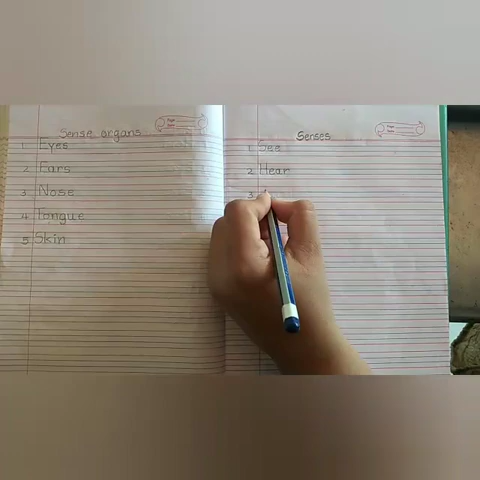 Sense organs
1. Eyes
2. Ears
3. Nose
4. Tongue
5. Skin
Senses
1. See
2. Hear
3.